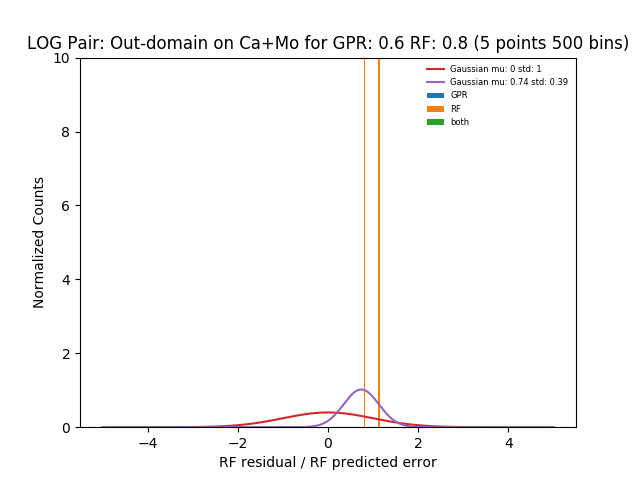 LOG Pair: Out-domain on Ca+Mo for GPR: 0.6 RF: 0.8 (5 points 500 bins)
Gaussian mu: 0 std: 1
Gaussian mu: 0.74 std: 0.39
GPR
RF
both
Normalized Counts
10
8
6
4
2
0
−4
−2
0
2
4
RF residual / RF predicted error